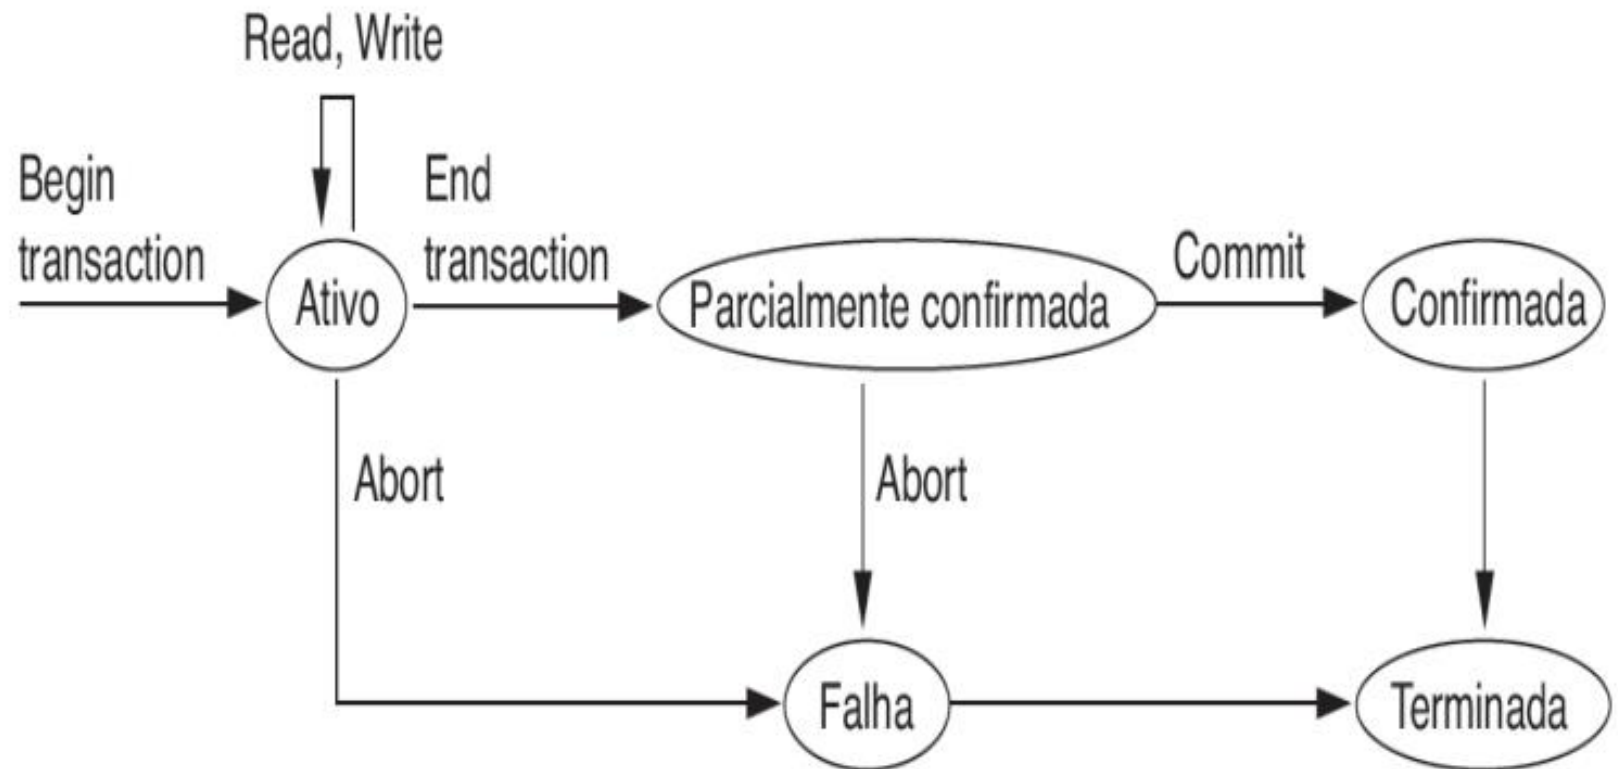 Read, Write
Begin
transaction
End
transaction
Ativo
Parcialmente confirmada
Commit
Confirmada
Abort
Abort
Falha
Terminada